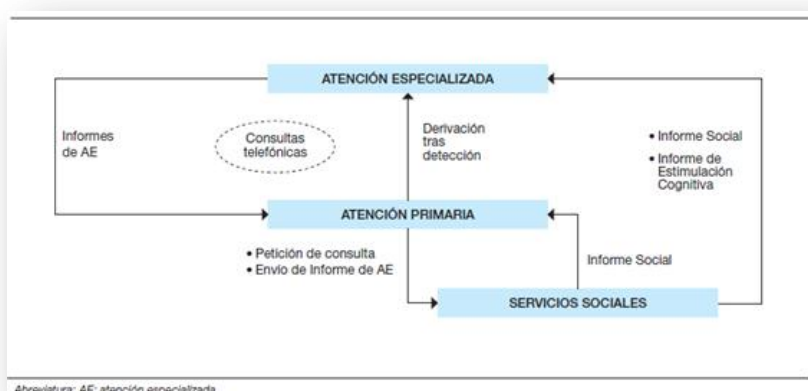 ATENCIÓN ESPECIALIZADA
Informes
de AE
Consultas
telefónicas
Derivación
tras
detección
• Informe Social
• Informe de
Estimulación
Cognitiva
ATENCIÓN PRIMARIA
• Petición de consulta
• Envío de Informe de AE
Informe Social
SERVICIOS SOCIALES
Abreviatura: AE: atención especializada.